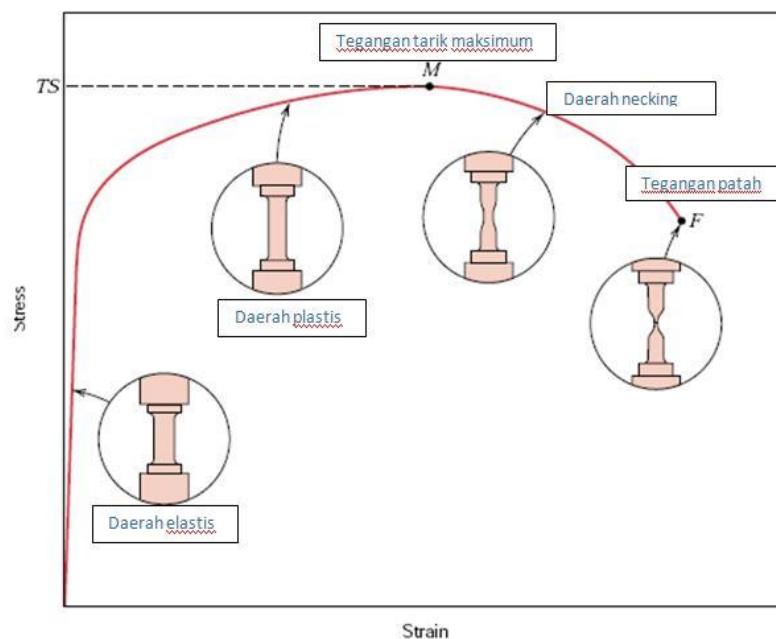 Tegangan tarik maksimum
M
TS
Daerah necking
Tegangan patah
F
Daerah plastis
Stress
Daerah elastis
Strain